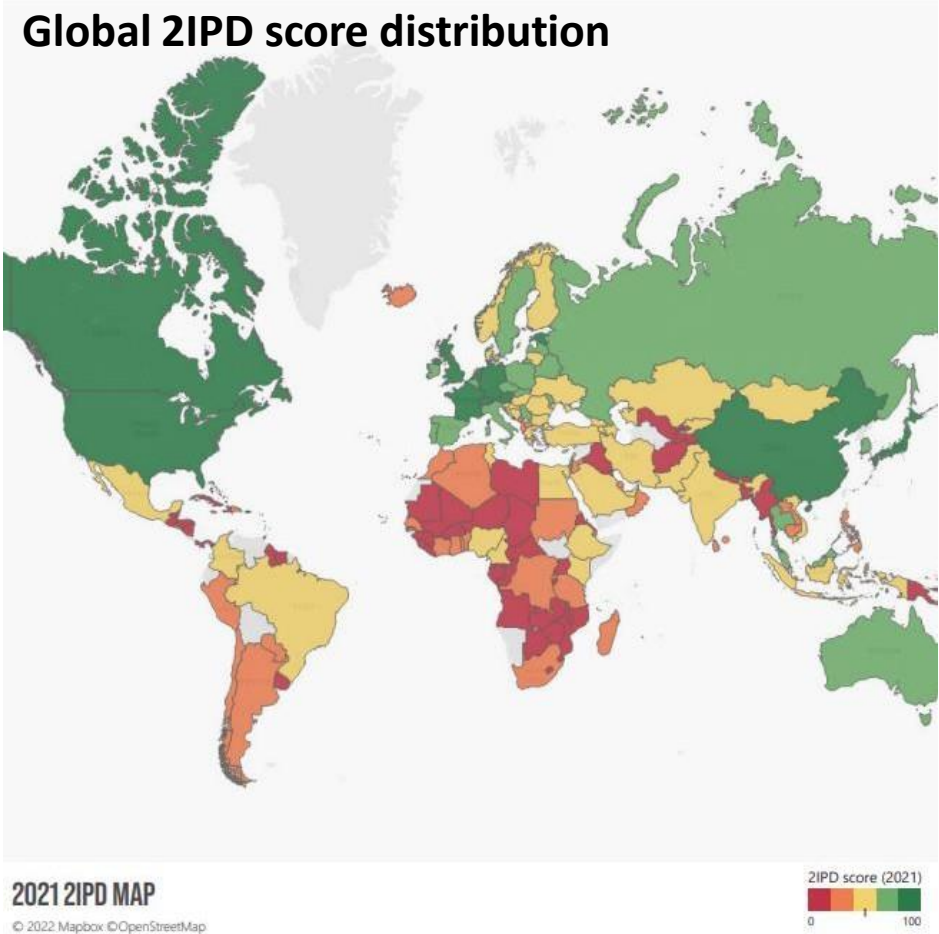 Global 2IPD score distribution
2021 2IPD MAP
© 2022 Mapbox ©OpenStreetMap
2IPD score (2021)
0
100